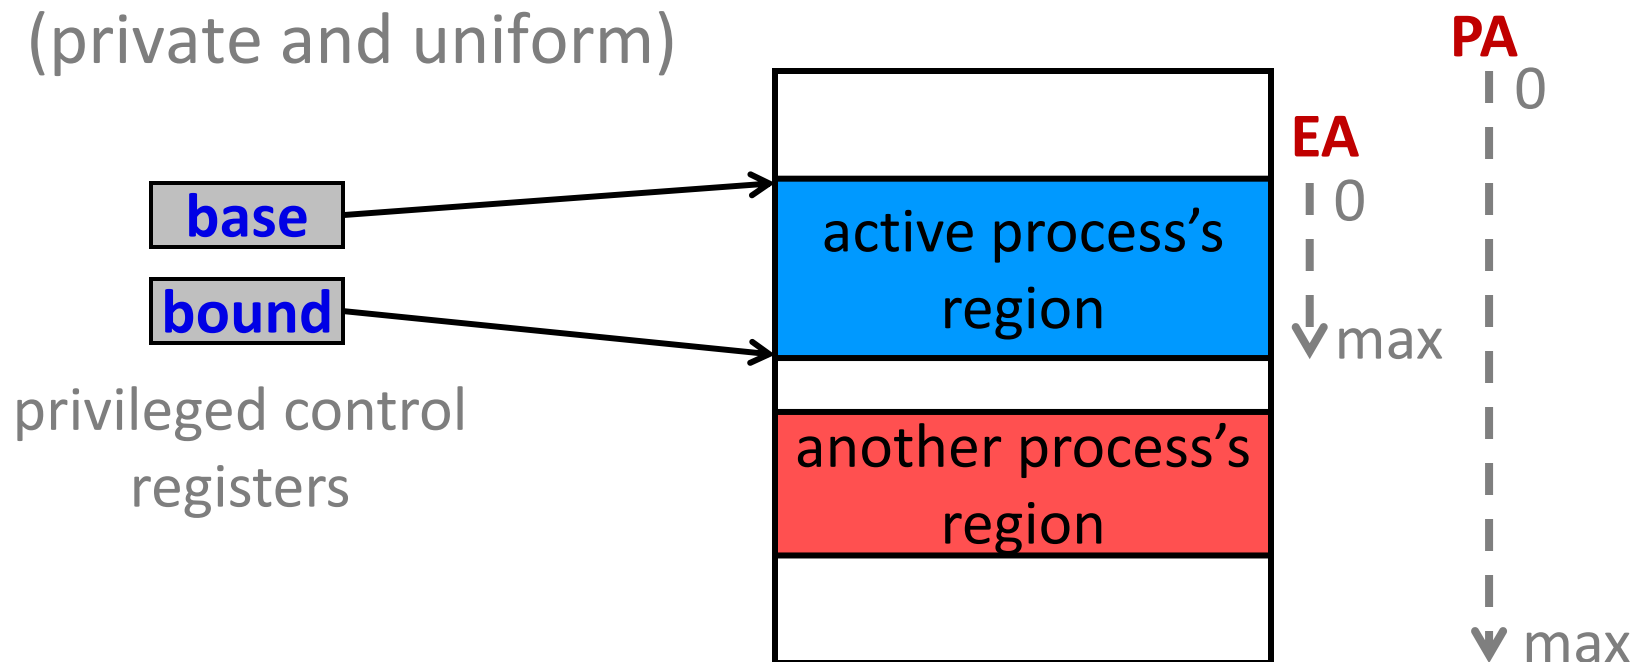 (private and uniform)
PA
0
EA
0
base
active process’s
region
bound
max
privileged control
registers
another process’s
region
max